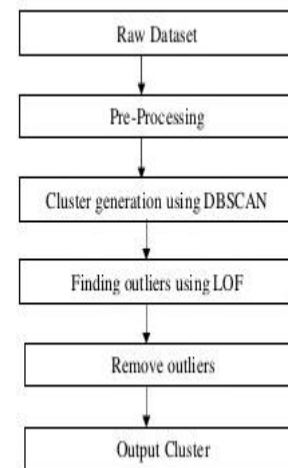 Raw Dataset
Pre-Processing
Cluster generation using DBSCAN
Finding outliers using LOF
Remove outliers
Output Cluster